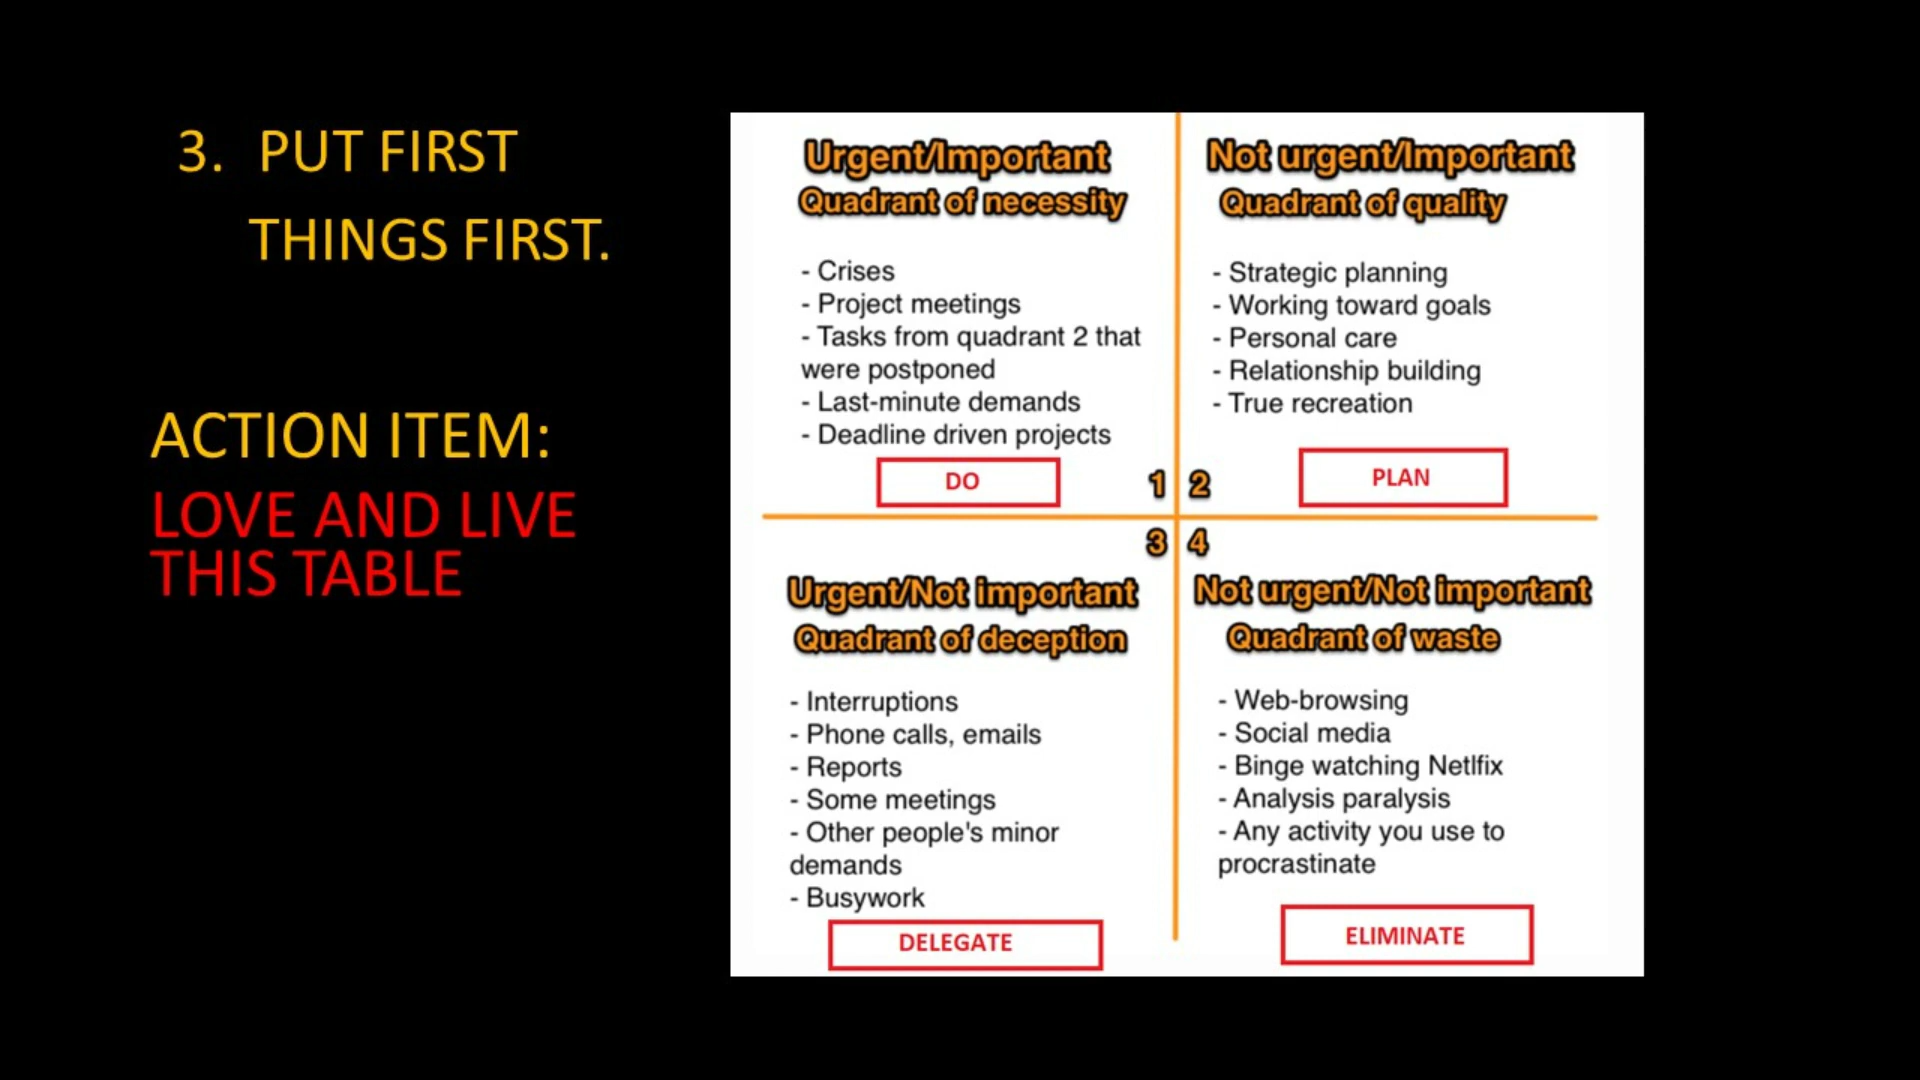 3. PUT FIRST
THINGS FIRST.
ACTION ITEM:
LOVE AND LIVE
THIS TABLE
Urgent/Important
Quadrant of necessity
- Crises
- Project meetings
- Tasks from quadrant 2 that
were postponed
- Last-minute demands
- Deadline driven projects
DO
1
Not urgent/Important
Quadrant of quality
- Strategic planning
- Working toward goals
- Personal care
- Relationship building
- True recreation
PLAN
2
3
Urgent/Not important
Quadrant of deception
- Interruptions
- Phone calls, emails
- Reports
- Some meetings
- Other people's minor
demands
- Busywork
DELEGATE
4
Not urgent/Not important
Quadrant of waste
- Web-browsing
- Social media
- Binge watching Netlfix
- Analysis paralysis
- Any activity you use to
procrastinate
ELIMINATE